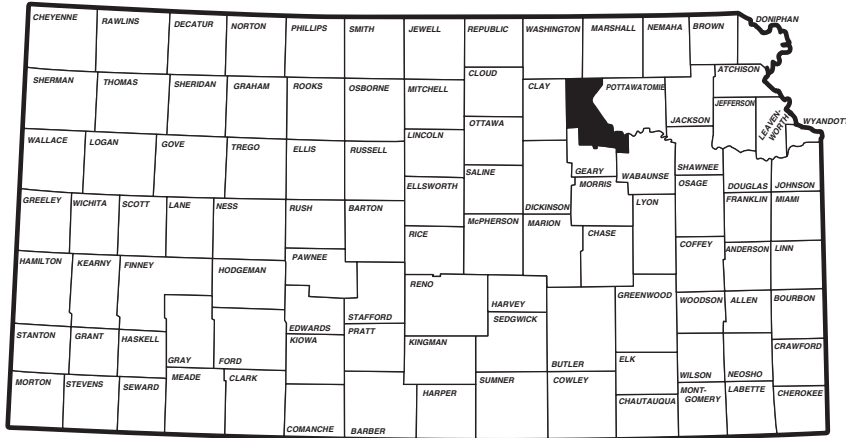 CHEYENNE
RAWLINS
DECATUR
NORTON
PHILLIPS
SMITH
JEWELL
REPUBLIC
WASHINGTON
MARSHALL
NEMAHA
BROWN
DONIPHAN
SHERMAN
THOMAS
SHERIDAN
GRAHAM
ROOKS
OSBORNE
MITCHELL
CLOUD
CLAY
POTTAWATOMIE
ATCHISON
JACKSON
JEFFERSON
LEAVEN-
WORTH
WYANDOTT
WALLACE
LOGAN
GOVE
TREGO
ELLIS
RUSSELL
LINCOLN
OTTAWA
SALINE
GEARY
WABAUNSE
SHAWNEE
DOUGLAS
JOHNSON
GREELEY
WICHITA
SCOTT
LANE
NESS
RUSH
BARTON
ELLSWORTH
McPHERSON
DICKINSON
MARION
MORRIS
LYON
OSAGE
FRANKLIN
MIAMI
HAMILTON
KEARNY
FINNEY
HODGEMAN
PAWNEE
RICE
CHASE
COFFEY
ANDERSON
LINN
STAFFORD
RENO
HARVEY
GREENWOOD
WOODSON
ALLEN
BOURBON
STANTON
GRANT
HASKELL
GRAY
FORD
EDWARDS
KIOWA
PRATT
KINGMAN
SEDGWICK
BUTLER
ELK
WILSON
NEOSHO
CRAWFORD
MORTON
STEVENS
SEWARD
MEADE
CLARK
COMANCHE
BARBER
HARPER
SUMNER
COWLEY
CHAUTAUQUA
MONT-
GOMERY
LABETTE
CHEROKEE